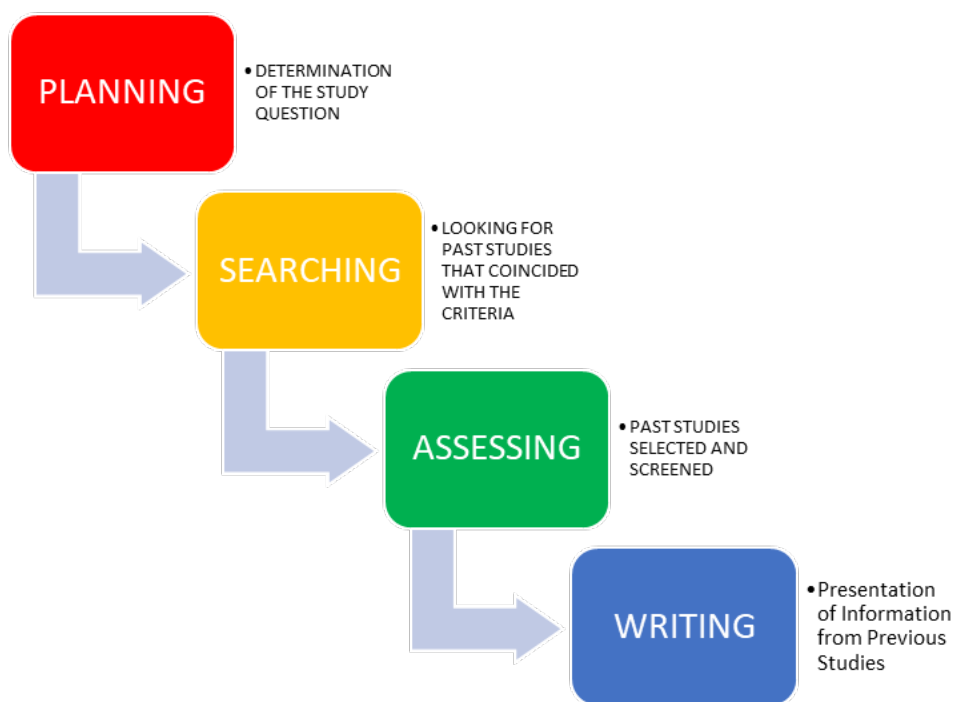 PLANNING
• DETERMINATION
OF THE STUDY
QUESTION
SEARCHING
• LOOKING FOR
PAST STUDIES
THAT COINCIDED
WITH THE
CRITERIA
ASSESSING
• PAST STUDIES
SELECTED AND
SCREENED
WRITING
• Presentation
of Information
from Previous
Studies